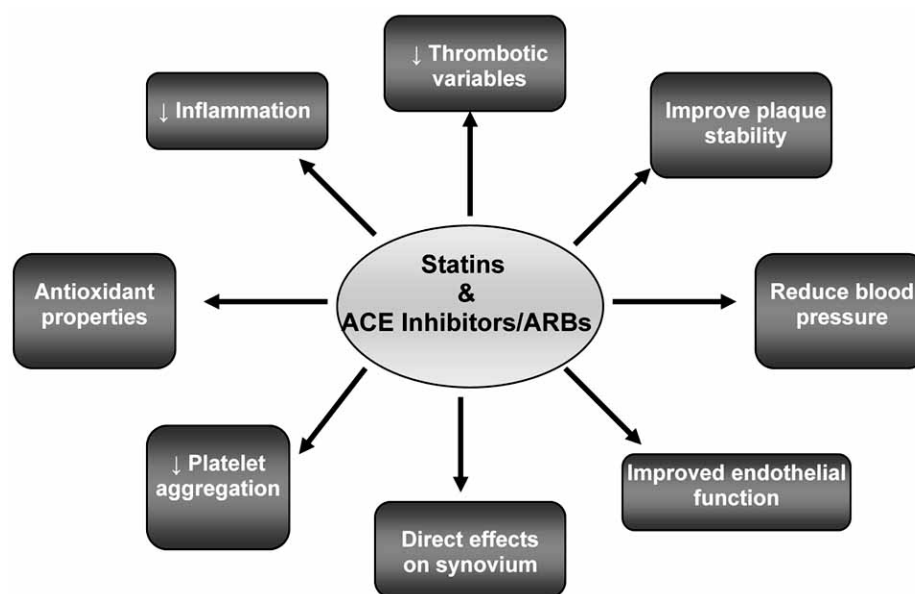 ↓ Thrombotic
variables
↓ Inflammation
Improve plaque
stability
Statins
&
ACE Inhibitors/ARBs
Antioxidant
properties
Reduce blood
pressure
↓ Platelet
aggregation
Improved endothelial
function
Direct effects
on synovium